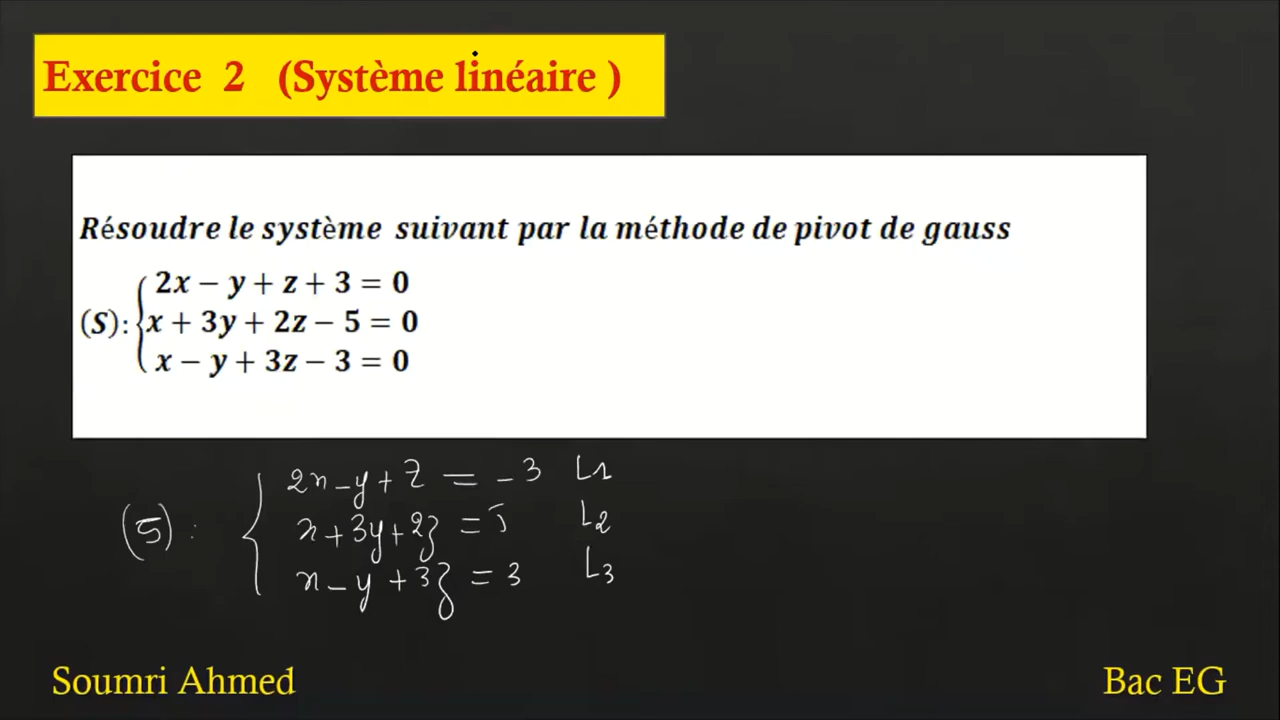 Exercice 2 (Système linéaire )
Résoudre le système suivant par la méthode de pivot de gauss
2x − y + z + 3 = 0
(S): x + 3y + 2z − 5 = 0
x − y + 3z − 3 = 0
2x - y + z = -3 L1
(S): x + 3y + 2z = 5 L2
x - y + 3z = 3 L3
Soumri Ahmed
Bac EG